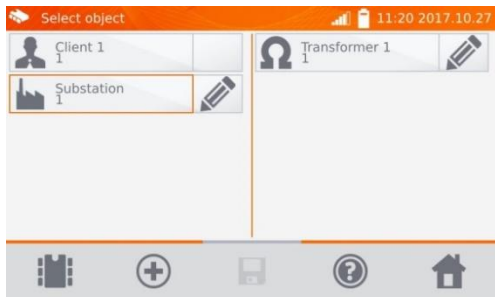 Select object
11:20 2017.10.27
Client 1
1
Substation
1
Transformer 1
1